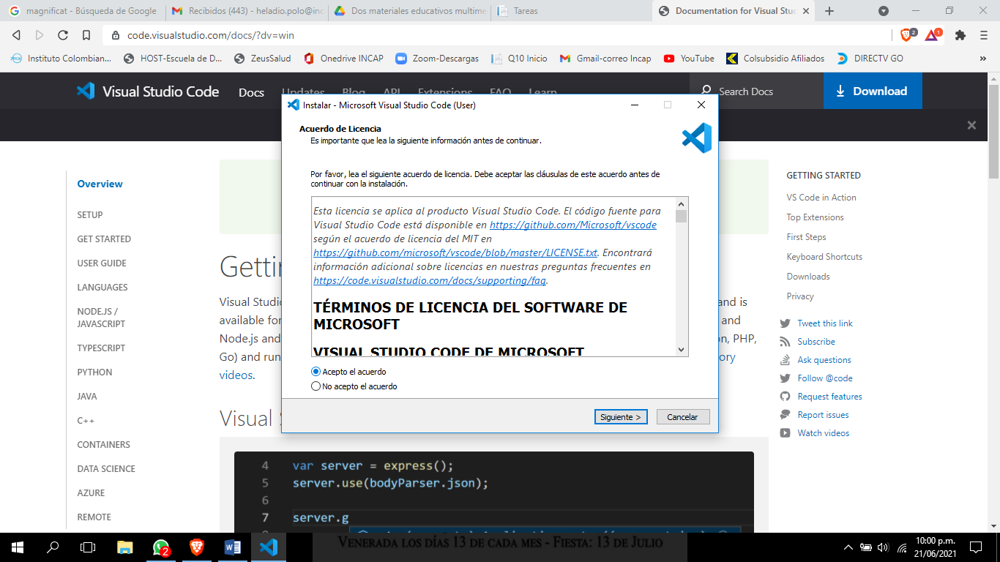 magnificat - Búsqueda de Google
Recibidos (443) - heladio.polo@inc
Dos materiales educativos multime
Tareas
Documentation for Visual Stu
code.visualstudio.com/docs/?dv=win
2
1
Instituto Colombian...
HOST-Escuela de D...
ZeusSalud
Onedrive INCAP
Zoom-Descargas
Q10 Inicio
Gmail-correo Incap
YouTube
Colsubsidio Afiliados
DIRECTV GO
»
Visual Studio Code
Docs
Updates
Blog
API
Extensions
FAQ
Learn
Search Docs
Download
Instalar - Microsoft Visual Studio Code (User)
Acuerdo de Licencia
Es importante que lea la siguiente información antes de continuar.
Por favor, lea el siguiente acuerdo de licencia. Debe aceptar las cláusulas de este acuerdo antes de
continuar con la instalación.
Esta licencia se aplica al producto Visual Studio Code. El código fuente para
Visual Studio Code está disponible en https://github.com/Microsoft/vscode
según el acuerdo de licencia del MIT en
https://github.com/microsoft/vscode/blob/master/LICENSE.txt. Encontrará
información adicional sobre licencias en nuestras preguntas frecuentes en
https://code.visualstudio.com/docs/supporting/faq.
TÉRMINOS DE LICENCIA DEL SOFTWARE DE
MICROSOFT
VISUAL STUDIO CODE DE MICROSOFT
Acepto el acuerdo
No acepto el acuerdo
Siguiente >
Cancelar
Overview
SETUP
GET STARTED
USER GUIDE
LANGUAGES
NODE.JS /
JAVASCRIPT
TYPESCRIPT
PYTHON
JAVA
C++
CONTAINERS
DATA SCIENCE
AZURE
REMOTE
Gettin
Visual Studio
and is
available for
and
Node.js and
on, PHP,
Go) and run
ory
videos.
Visual S
4 var server = express();
5 server.use(bodyParser.json);
6
7 server.g
GETTING STARTED
VS Code in Action
Top Extensions
First Steps
Keyboard Shortcuts
Downloads
Privacy
Tweet this link
Subscribe
Ask questions
Follow @code
Request features
Report issues
Watch videos
2
VENERADA LOS DÍAS 13 DE CADA MES - FIESTA: 13 DE JULIO
10:00 p.m.
21/06/2021